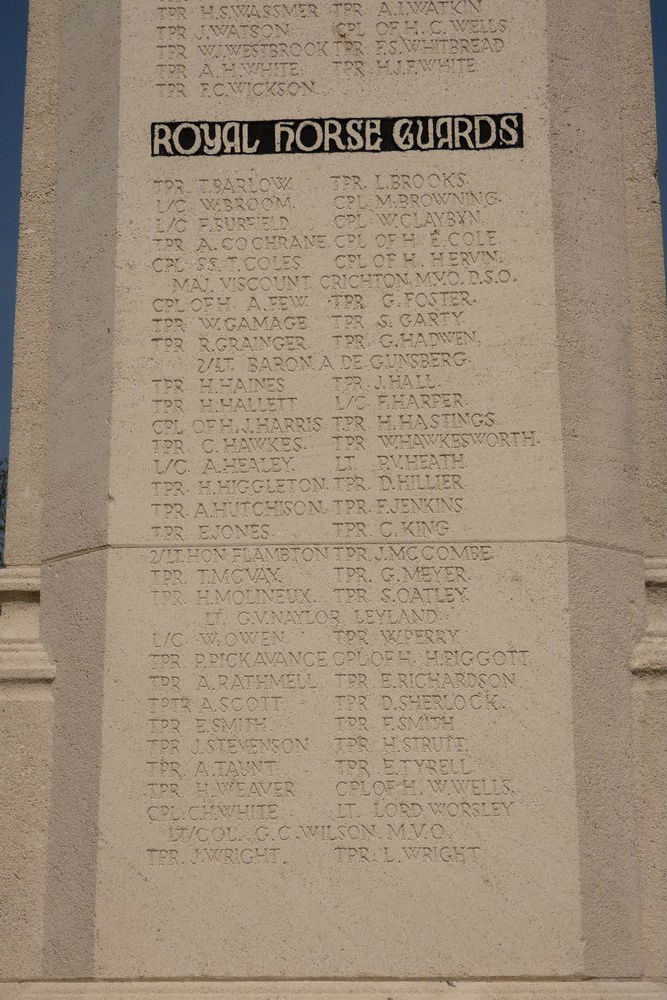 TPR H.S.WASSMER TPR A.I.WATKIN
TPR J.WATSON CPL OF.H.C.WELLS
TPR W.J.WESTBROOK TPR F.S.WHITBREAD
TPR A.H.WHITE TPR H.J.F.WHITE
TPR F.C.WICKSON
ROYAL HORSE GUARDS
TPR. T.BARLOW. TPR. L.BROOKS.
L/C W.BROOM. CPL M.BROWNING.
L/C F.BURFIELD. CPL W.CLAYBYN.
TPR A.COCHRANE. CPL OF H E.COLE
CPL SS. T.COLES CPL OF H. H.ERVIN.
MAJ. VISCOUNT CRICHTON. M.V.O. D.S.O.
CPL OF H. A.FEW. TPR G.FOSTER.
TPR W.GAMAGE TPR S. GARTY.
TPR R.GRAINGER TPR G.HADWEN.
2/LT. BARON A DE GUNSBERG.
TPR H.HAINES TPR J.HALL.
TPR H.HALLETT L/C F.HARPER.
CPL OF H. J.HARRIS TPR H.HASTINGS.
TPR C. HAWKES. TPR W.HAWKESWORTH.
L/C. A.HEALEY. LT. P.V.HEATH.
TPR H.HIGGLETON. TPR D.HILLIER.
TPR A.HUTCHISON. TPR F.JENKINS
TPR E.JONES. TPR C. KING
2/LT. HON F.LAMBTON TPR J.MCCOMBE.
TPR. T.MCVAY. TPR. G.MEYER.
TPR H.MOLINEUX. TPR S.OATLEY.
LT. G.V.NAYLOR LEYLAND.
L/C W.OWEN. TPR W.PERRY.
TPR P.PICKAVANCE. CPL OF H H.PIGGOTT.
TPR A.RATHMELL TPR E.RICHARDSON
TPTR A.SCOTT. TPR D.SHERLOCK.
TPR E.SMITH TPR F.SMITH
TPR J.STEVENSON TPR H.STRUTT.
TPR A.TAUNT. TPR. E.TYRELL.
TPR H.WEAVER CPL OF H. W.WELLS.
CPL. C.H.WHITE. LT. LORD WORSLEY
LT/COL. G.C.WILSON. M.V.O.
TPR. J.WRIGHT. TPR. L.WRIGHT